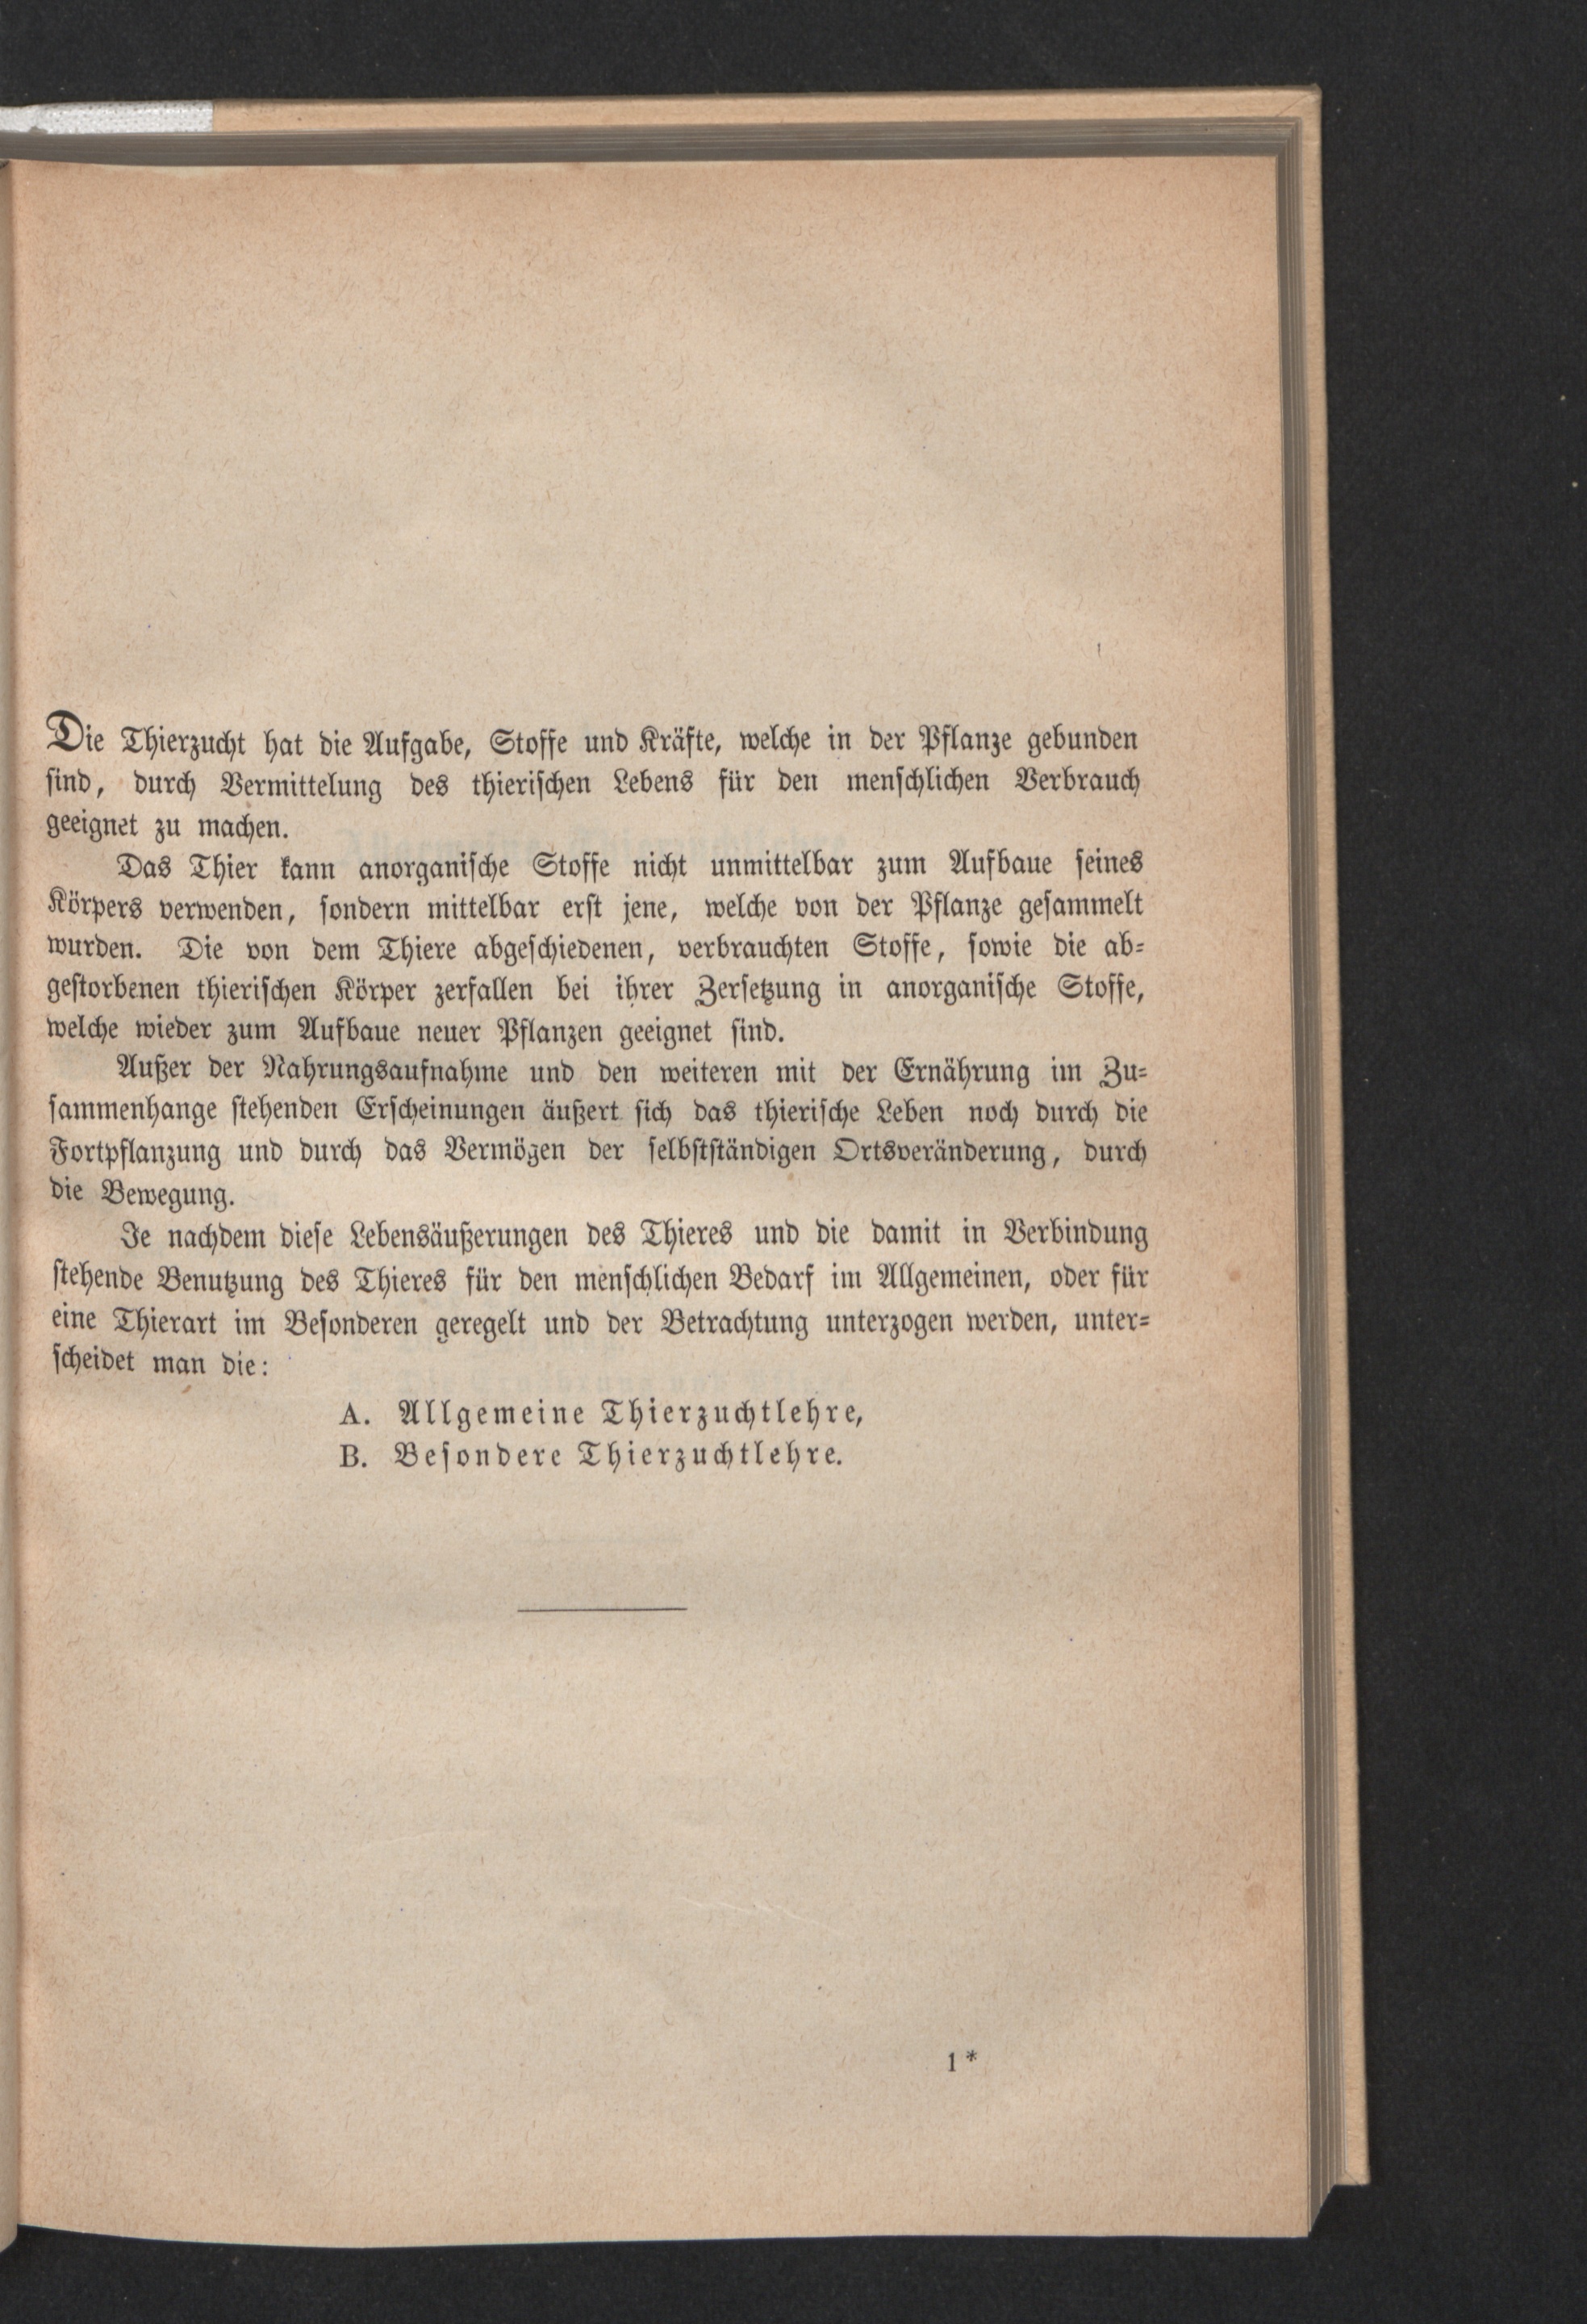 Die Thierzucht hat die Aufgabe, Stoffe und Kräfte, welche in der Pflanze gebunden
sind, durch Vermittelung des thierischen Lebens für den menschlichen Verbrauch
geeignet zu machen.
Das Thier kann anorganische Stoffe nicht unmittelbar zum Aufbaue seines
Körpers verwenden, sondern mittelbar erst jene, welche von der Pflanze gesammelt
wurden. Die von dem Thiere abgeschiedenen, verbrauchten Stoffe, sowie die ab-
gestorbenen thierischen Körper zerfallen bei ihrer Zersetzung in anorganische Stoffe,
welche wieder zum Aufbaue neuer Pflanzen geeignet sind.
Außer der Nahrungsaufnahme und den weiteren mit der Ernährung im Zu-
sammenhange stehenden Erscheinungen äußert sich das thierische Leben noch durch die
Fortpflanzung und durch das Vermögen der selbstständigen Ortsveränderung, durch
die Bewegung.
Je nachdem diese Lebensäußerungen des Thieres und die damit in Verbindung
stehende Benutzung des Thieres für den menschlichen Bedarf im Allgemeinen, oder für
eine Thierart im Besonderen geregelt und der Betrachtung unterzogen werden, unter-
scheidet man die:
A. Allgemeine Thierzuchtlehre,
B. Besondere Thierzuchtlehre.
1*